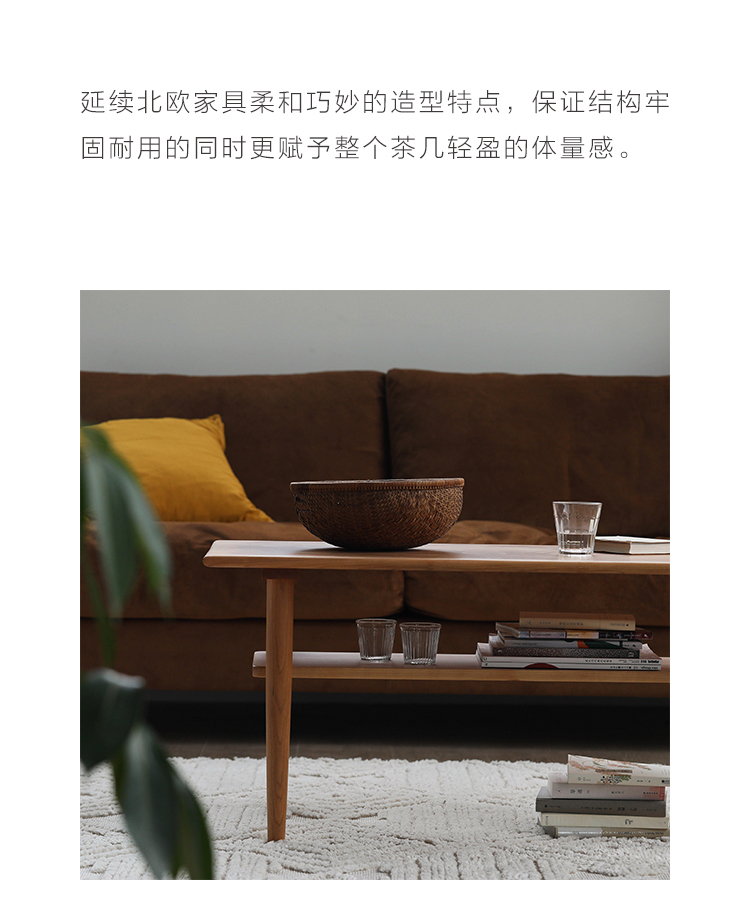 延续北欧家具柔和巧妙的造型特点，保证结构牢
固耐用的同时更赋予整个茶几轻盈的体量感。